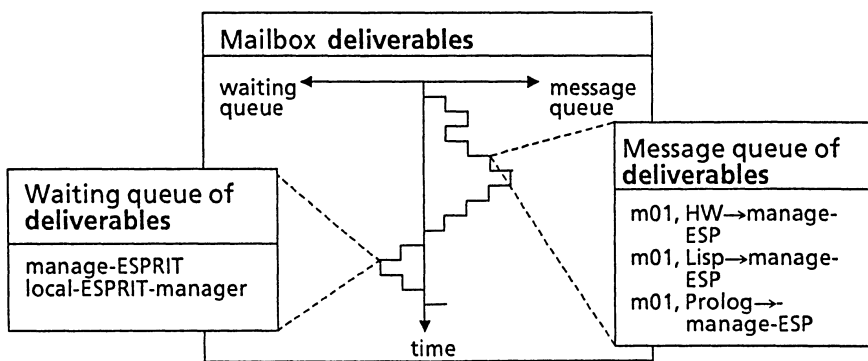 Mailbox deliverables
waiting
queue
message
queue
Waiting queue of
deliverables
manage-ESPRIT
local-ESPRIT-manager
Message queue of
deliverables
m01, HW→manage-
ESP
m01, Lisp→manage-
ESP
m01, Prolog→-
manage-ESP
time